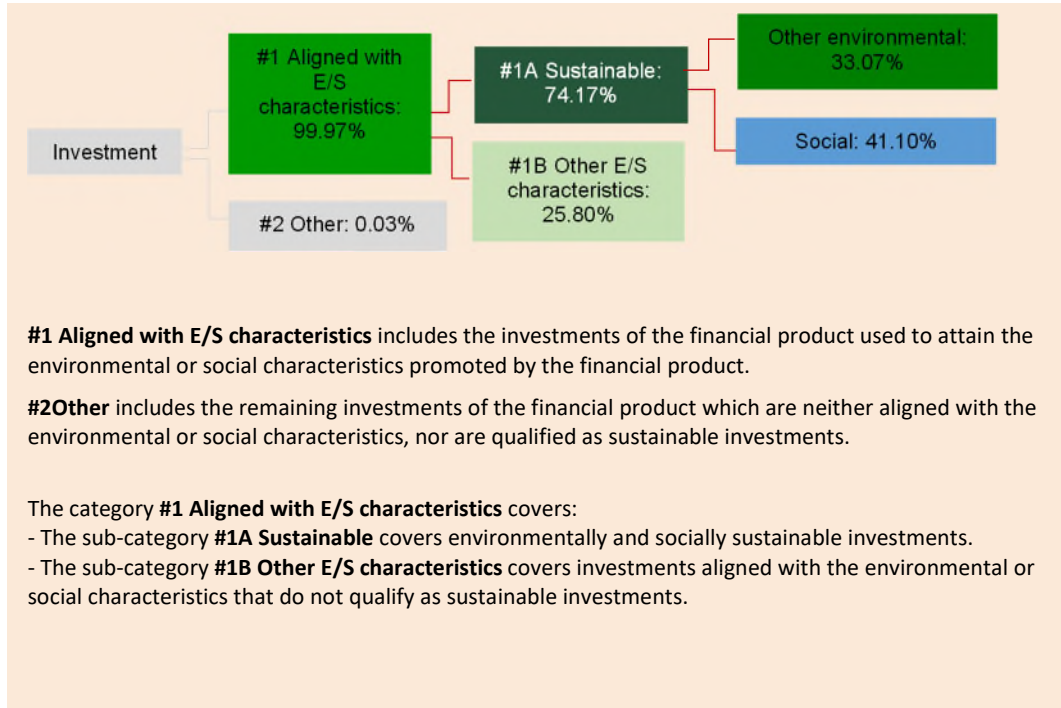 Investment
#1 Aligned with
E/S
characteristics:
99.97%
#2 Other: 0.03%
#1A Sustainable:
74.17%
#1B Other E/S
characteristics:
25.80%
Other environmental:
33.07%
Social: 41.10%
#1 Aligned with E/S characteristics includes the investments of the financial product used to attain the
environmental or social characteristics promoted by the financial product.
#2Other includes the remaining investments of the financial product which are neither aligned with the
environmental or social characteristics, nor are qualified as sustainable investments.
The category #1 Aligned with E/S characteristics covers:
- The sub-category #1A Sustainable covers environmentally and socially sustainable investments.
- The sub-category #1B Other E/S characteristics covers investments aligned with the environmental or
social characteristics that do not qualify as sustainable investments.